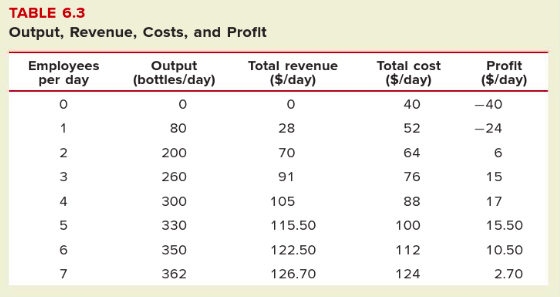 TABLE 6.3
Output, Revenue, Costs, and Profit
Employees per day Output (bottles/day) Total revenue ($/day) Total cost ($/day) Profit ($/day)
0 0 0 40 −40
1 80 28 52 −24
2 200 70 64 6
3 260 91 76 15
4 300 105 88 17
5 330 115.50 100 15.50
6 350 122.50 112 10.50
7 362 126.70 124 2.70